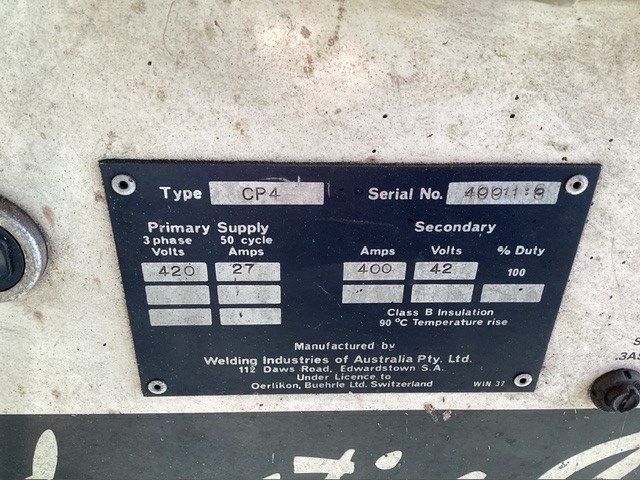 Type CP4 Serial No.
Primary Supply Secondary
3 phase 50 cycle
Volts Amps Amps Volts % Duty
420 27 400 42 100
Class B Insulation
90 °C Temperature rise
Manufactured by
Welding Industries of Australia Pty. Ltd.
112 Daws Road, Edwardstown S.A.
Under Licence to
Oerlikon, Buehrle Ltd. Switzerland WIN 37